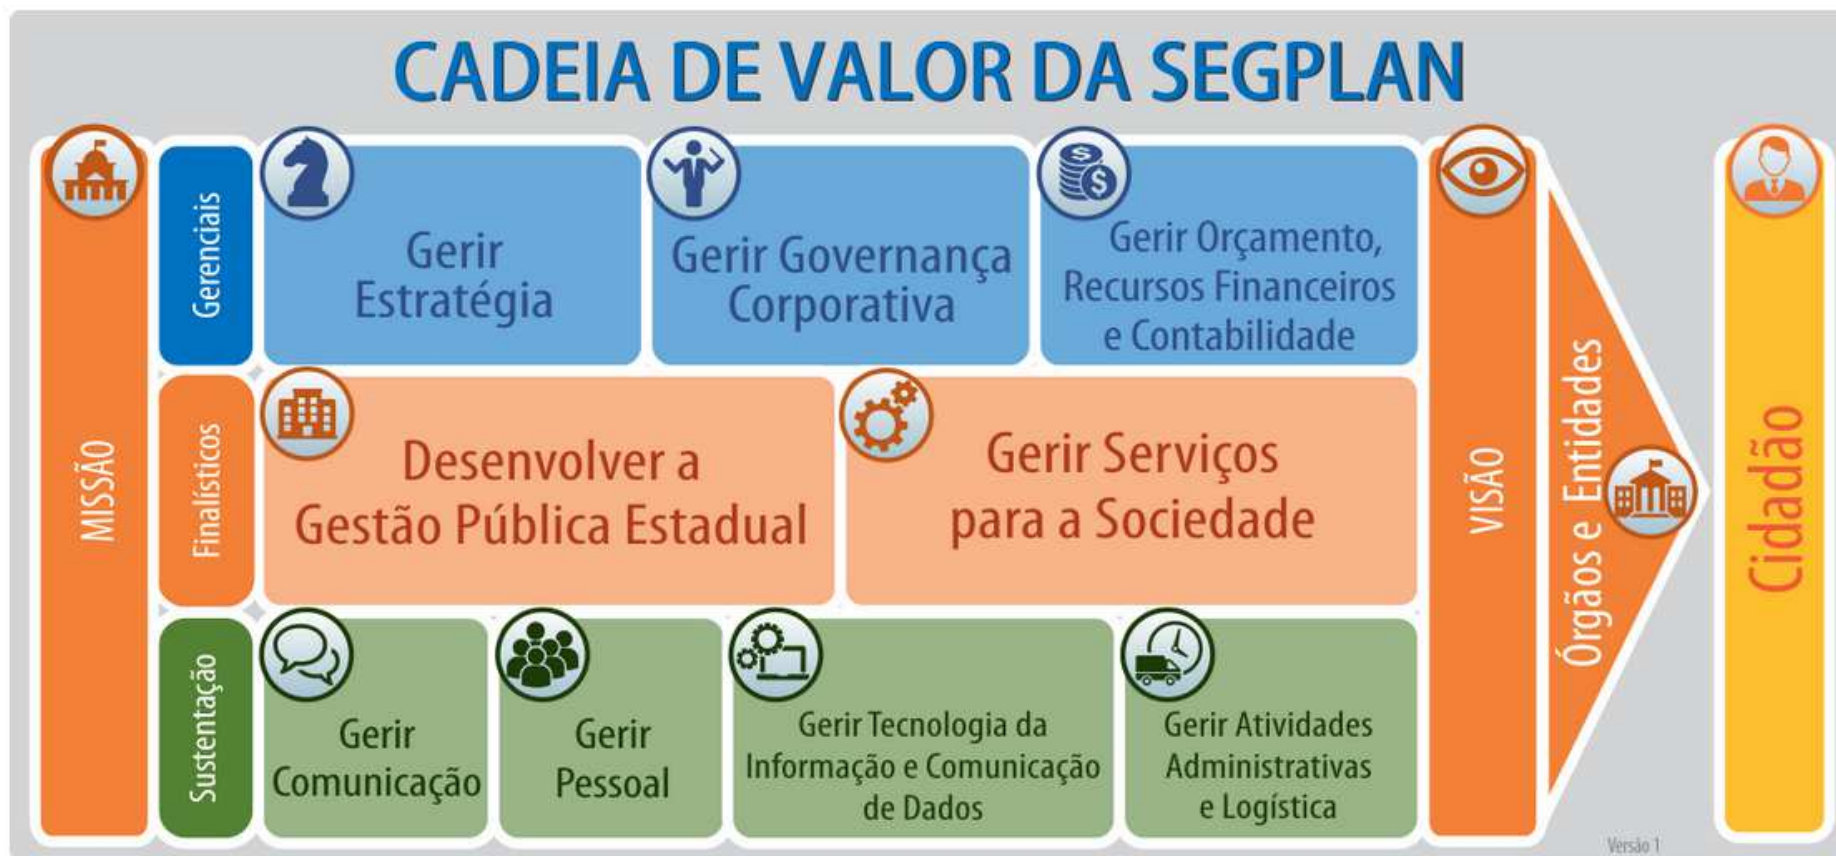 CADEIA DE VALOR DA SEGPLAN
MISSÃO
Gerenciais
Gerir
Estratégia
Gerir Governança
Corporativa
Gerir Orçamento,
Recursos Financeiros
e Contabilidade
Finalísticos
Desenvolver a
Gestão Pública Estadual
Gerir Serviços
para a Sociedade
Sustentação
Gerir
Comunicação
Gerir
Pessoal
Gerir Tecnologia da
Informação e Comunicação
de Dados
Gerir Atividades
Administrativas
e Logística
VISÃO
Órgãos e Entidades
Cidadão
Versão 1